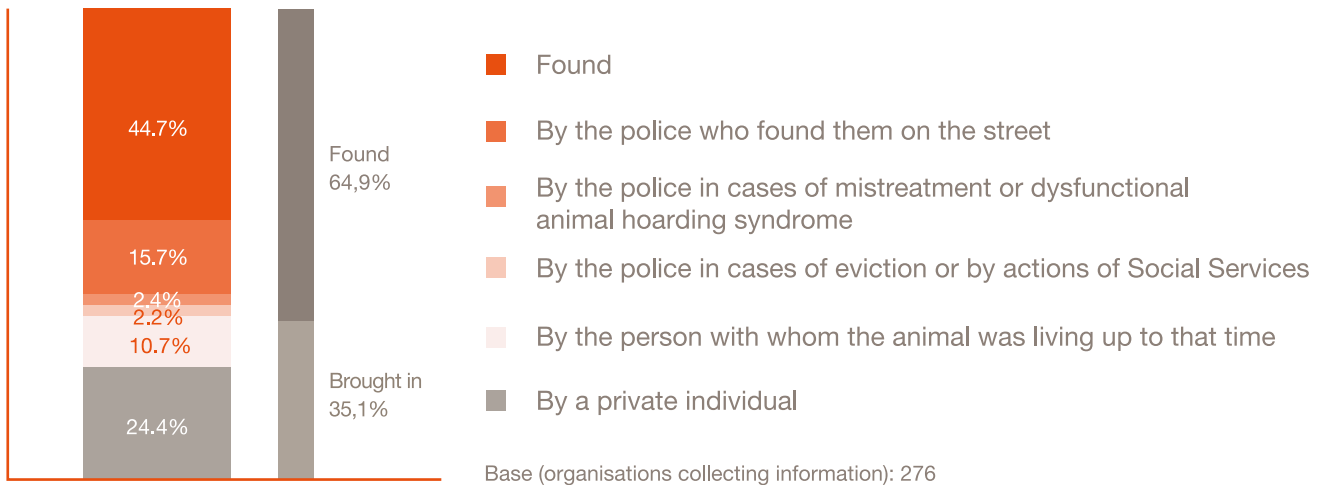 44.7%
15.7%
2.4%
2.2%
10.7%
24.4%
Found
64,9%
Brought in
35,1%
Found
By the police who found them on the street
By the police in cases of mistreatment or dysfunctional
animal hoarding syndrome
By the police in cases of eviction or by actions of Social Services
By the person with whom the animal was living up to that time
By a private individual
Base (organisations collecting information): 276